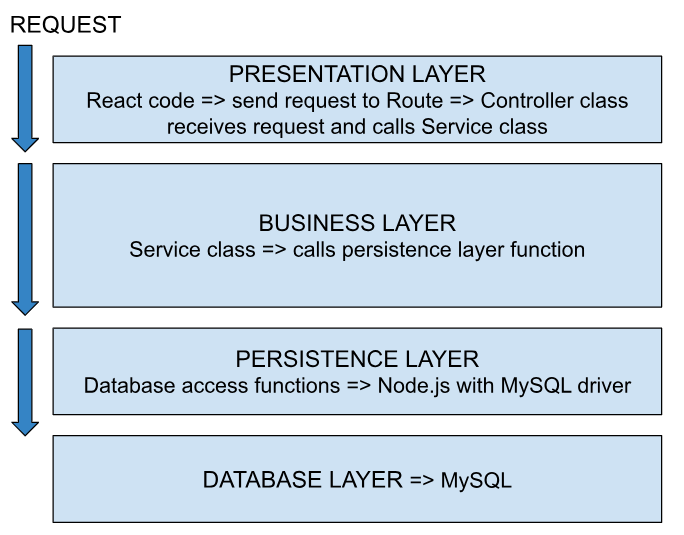 REQUEST
PRESENTATION LAYER
React code => send request to Route => Controller class
receives request and calls Service class
BUSINESS LAYER
Service class => calls persistence layer function
PERSISTENCE LAYER
Database access functions => Node.js with MySQL driver
DATABASE LAYER => MySQL